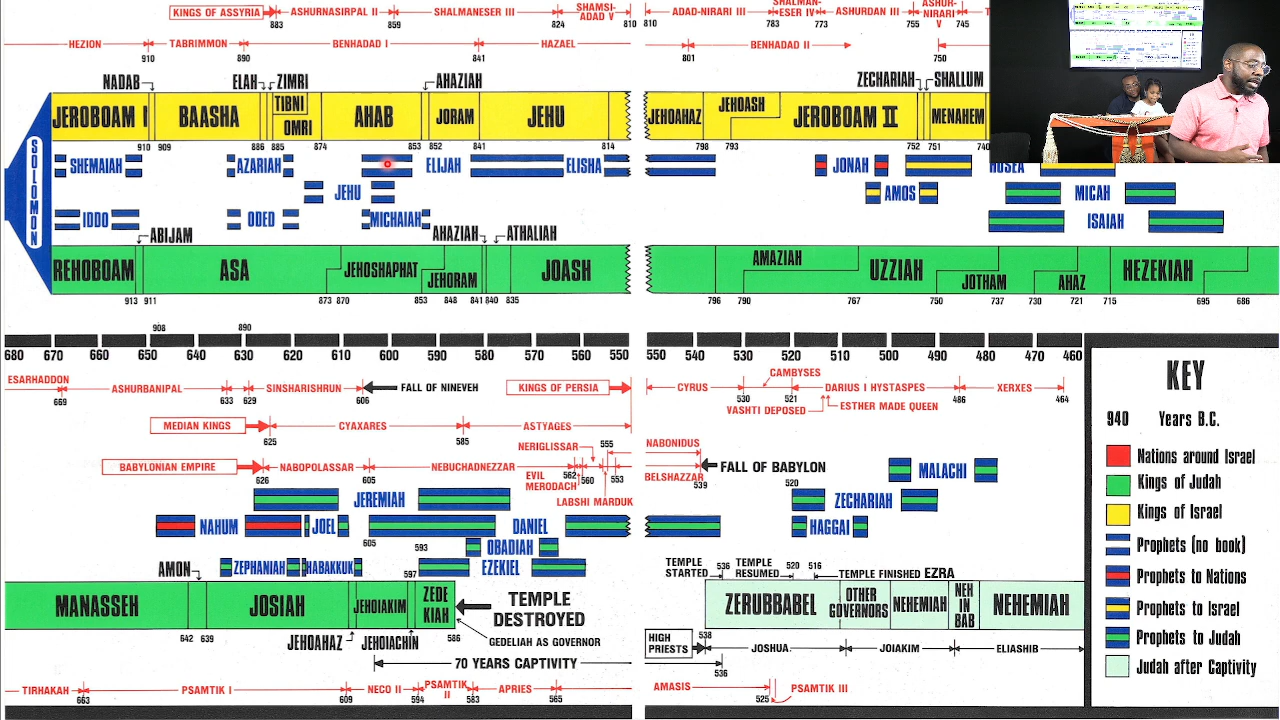 KINGS OF ASSYRIA ASHURNASIRPAL II SHALMANESER III SHAMSI-ADAD V
883 859 824 810
810 ADAD-NIRARI III SHALMAN-ESER IV ASHURDAN III ASHUR-NIRARI V
783 773 755 745
HEZION TABRIMMON BENHADAD I HAZAEL BENHADAD II
910 890 841 801 750
NADAB ELAH ZIMRI AHAZIAH ZECHARIAH SHALLUM
JEROBOAM I BAASHA TIBNI OMRI AHAB JORAM JEHU JEHOAHAZ JEHOASH JEROBOAM II MENAHEM
910 909 886 885 874 853 852 841 814 798 793 752 751 740
SOLOMON
SHEMAIAH AZARIAH ELIJAH ELISHA JONAH HOSEA
JEHU AMOS MICAH
IDDO ODED MICHAIAH ISAIAH
ABIJAM AHAZIAH ATHALIAH
REHOBOAM ASA JEHOSHAPHAT JEHORAM JOASH AMAZIAH UZZIAH JOTHAM AHAZ HEZEKIAH
913 911 873 870 853 848 841 840 835 796 790 767 750 737 730 721 715 695 686
908 890
680 670 660 650 640 630 620 610 600 590 580 570 560 550
550 540 530 520 510 500 490 480 470 460
ESARHADDON ASHURBANIPAL SINSHARISHRUN FALL OF NINEVEH KINGS OF PERSIA
669 633 629 606
CYRUS CAMBYSES DARIUS I HYSTASPES XERXES
530 521 486 464
VASHTI DEPOSED ESTHER MADE QUEEN
MEDIAN KINGS CYAXARES ASTYAGES
625 585
BABYLONIAN EMPIRE NABOPOLASSAR NEBUCHADNEZZAR NERIGLISSAR 555
626 605 EVIL MERODACH 562 560 LABSHI MARDUK 553
NABONIDUS
BELSHAZZAR 539 FALL OF BABYLON
JEREMIAH
NAHUM JOEL DANIEL
605 593
OBADIAH
ZEPHANIAH HABAKKUK EZEKIEL
MALACHI
520
ZECHARIAH
HAGGAI
TEMPLE STARTED 536 TEMPLE RESUMED 520 516 TEMPLE FINISHED EZRA
AMON 597
MANASSEH JOSIAH JEHOIAKIM ZEDEKIAH TEMPLE DESTROYED
642 639 586
JEHOAHAZ JEHOIACHIN GEDELIAH AS GOVERNOR
70 YEARS CAPTIVITY
536
ZERUBBABEL OTHER GOVERNORS NEHEMIAH NEH IN BAB NEHEMIAH
HIGH PRIESTS 538 JOSHUA JOIAKIM ELIASHIB
TIRHAKAH PSAMTIK I NECO II PSAMTIK II APRIES AMASIS PSAMTIK III
663 609 594 583 565 525
KEY
940 Years B.C.
Nations around Israel
Kings of Judah
Kings of Israel
Prophets (no book)
Prophets to Nations
Prophets to Israel
Prophets to Judah
Judah after Captivity